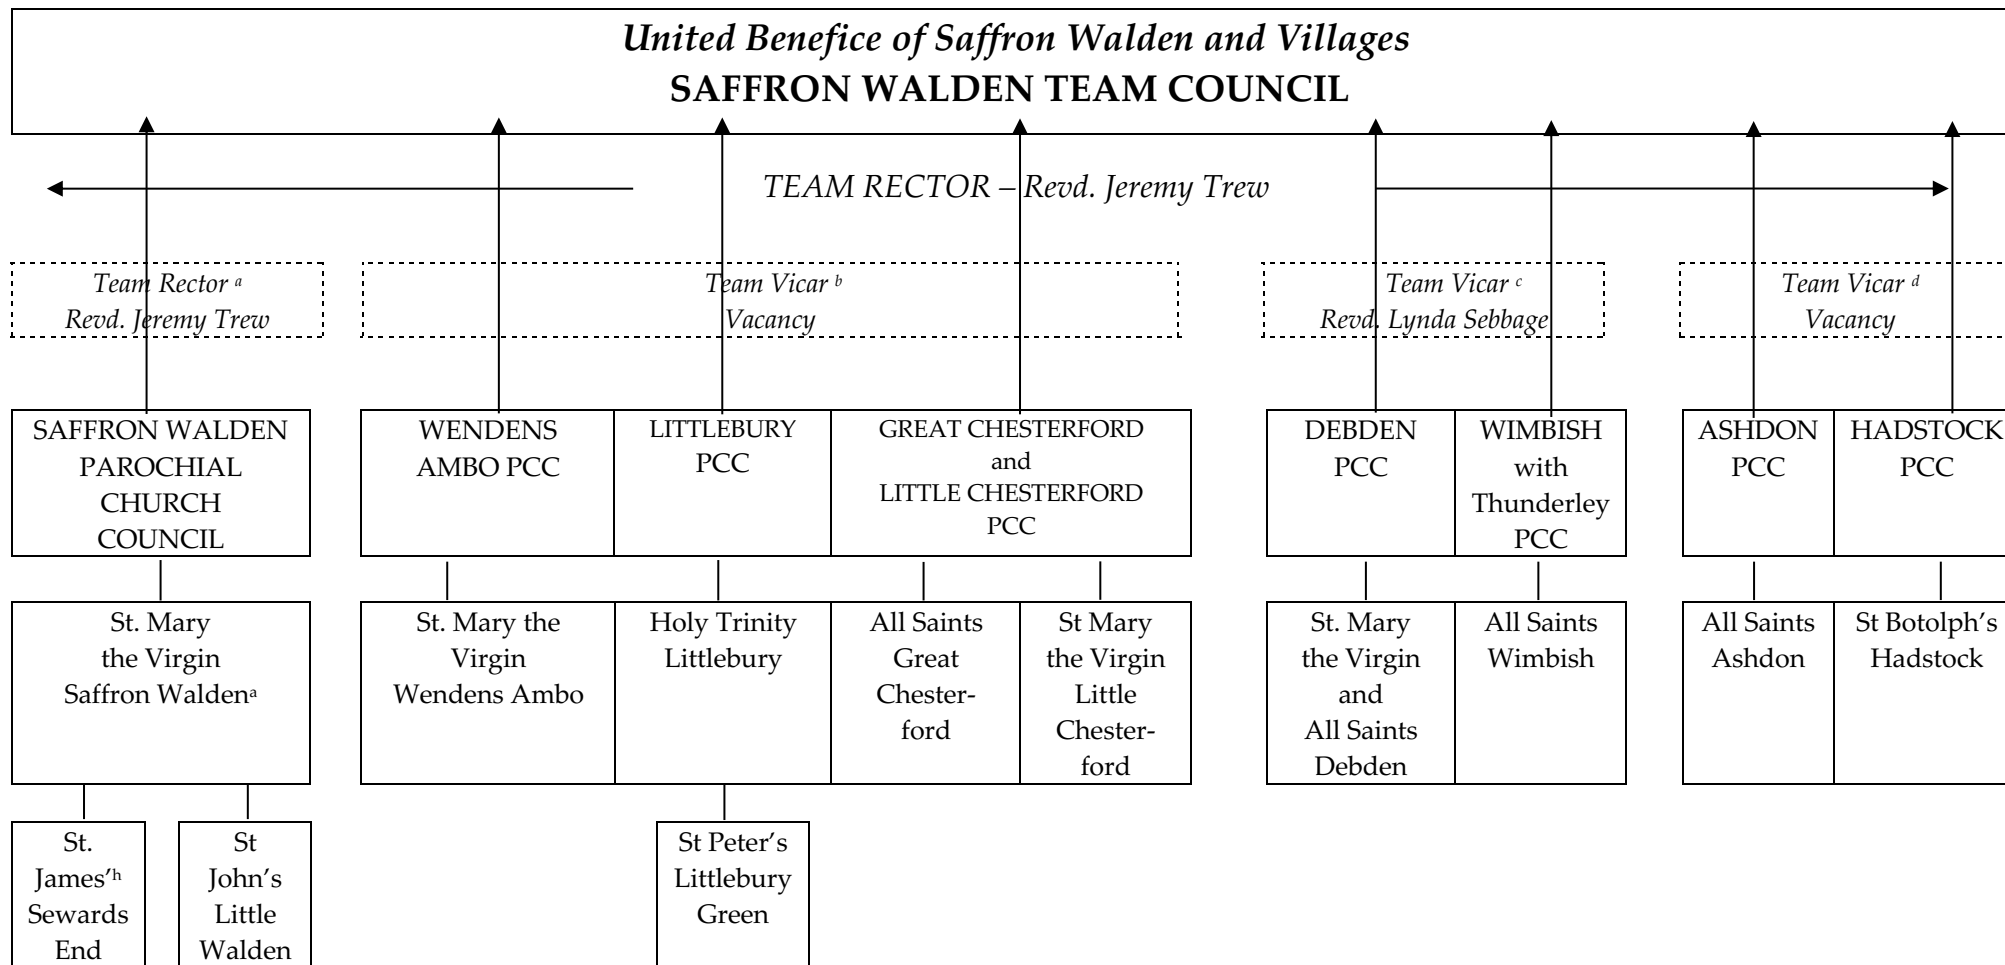 United Benefice of Saffron Walden and Villages
SAFFRON WALDEN TEAM COUNCIL
TEAM RECTOR – Revd. Jeremy Trew
Team Rector a
Revd. Jeremy Trew
Team Vicar b
Vacancy
Team Vicar c
Revd. Lynda Sebbage
Team Vicar d
Vacancy
SAFFRON WALDEN
PAROCHIAL
CHURCH
COUNCIL
WENDENS
AMBO PCC
LITTLEBURY
PCC
GREAT CHESTERFORD
and
LITTLE CHESTERFORD
PCC
DEBDEN
PCC
WIMBISH
with
Thunderley
PCC
ASHDON
PCC
HADSTOCK
PCC
St. Mary
the Virgin
Saffron Waldena
St. Mary the
Virgin
Wendens Ambo
Holy Trinity
Littlebury
All Saints
Great
Chester-
ford
St Mary
the Virgin
Little
Chester-
ford
St. Mary
the Virgin
and
All Saints
Debden
All Saints
Wimbish
All Saints
Ashdon
St Botolph’s
Hadstock
St.
James’h
Sewards
End
St
John’s
Little
Walden
St Peter’s
Littlebury
Green